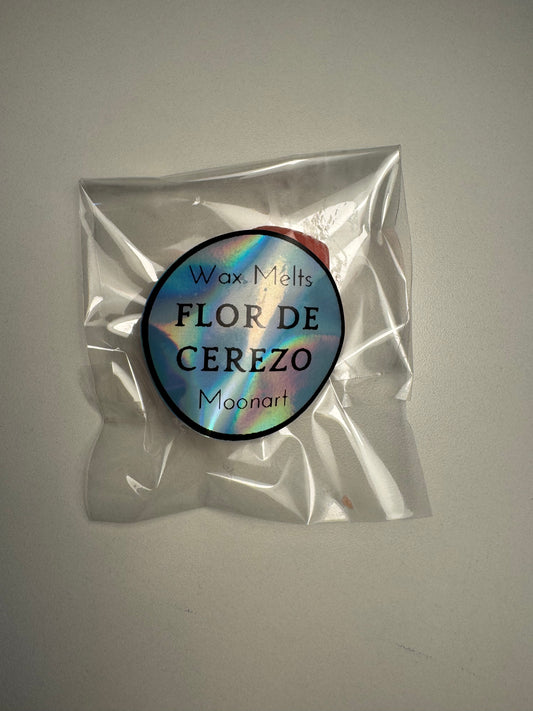 Wax Melts
FLOR DE
CEREZO
Moonart